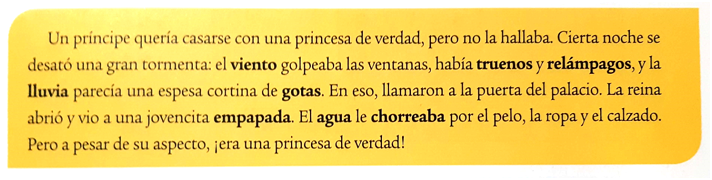 Un príncipe quería casarse con una princesa de verdad, pero no la hallaba. Cierta noche se
desató una gran tormenta: el viento golpeaba las ventanas, había truenos y relámpagos, y la
lluvia parecía una espesa cortina de gotas. En eso, llamaron a la puerta del palacio. La reina
abrió y vio a una jovencita empapada. El agua le chorreaba por el pelo, la ropa y el calzado.
Pero a pesar de su aspecto, ¡era una princesa de verdad!